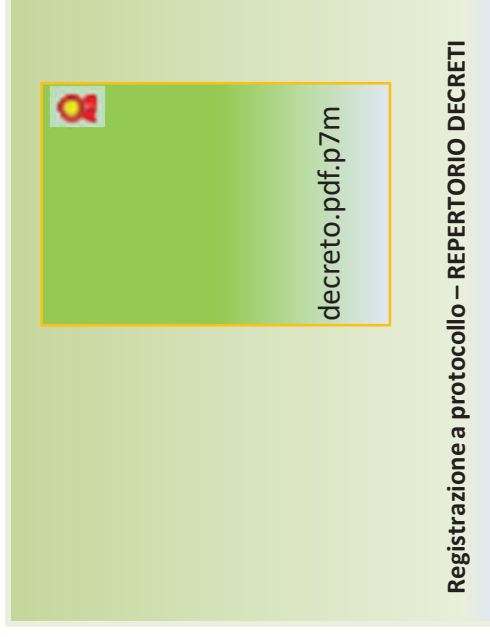 decreto.pdf.p7m
Registrazione a protocollo – REPERTORIO DECRETI